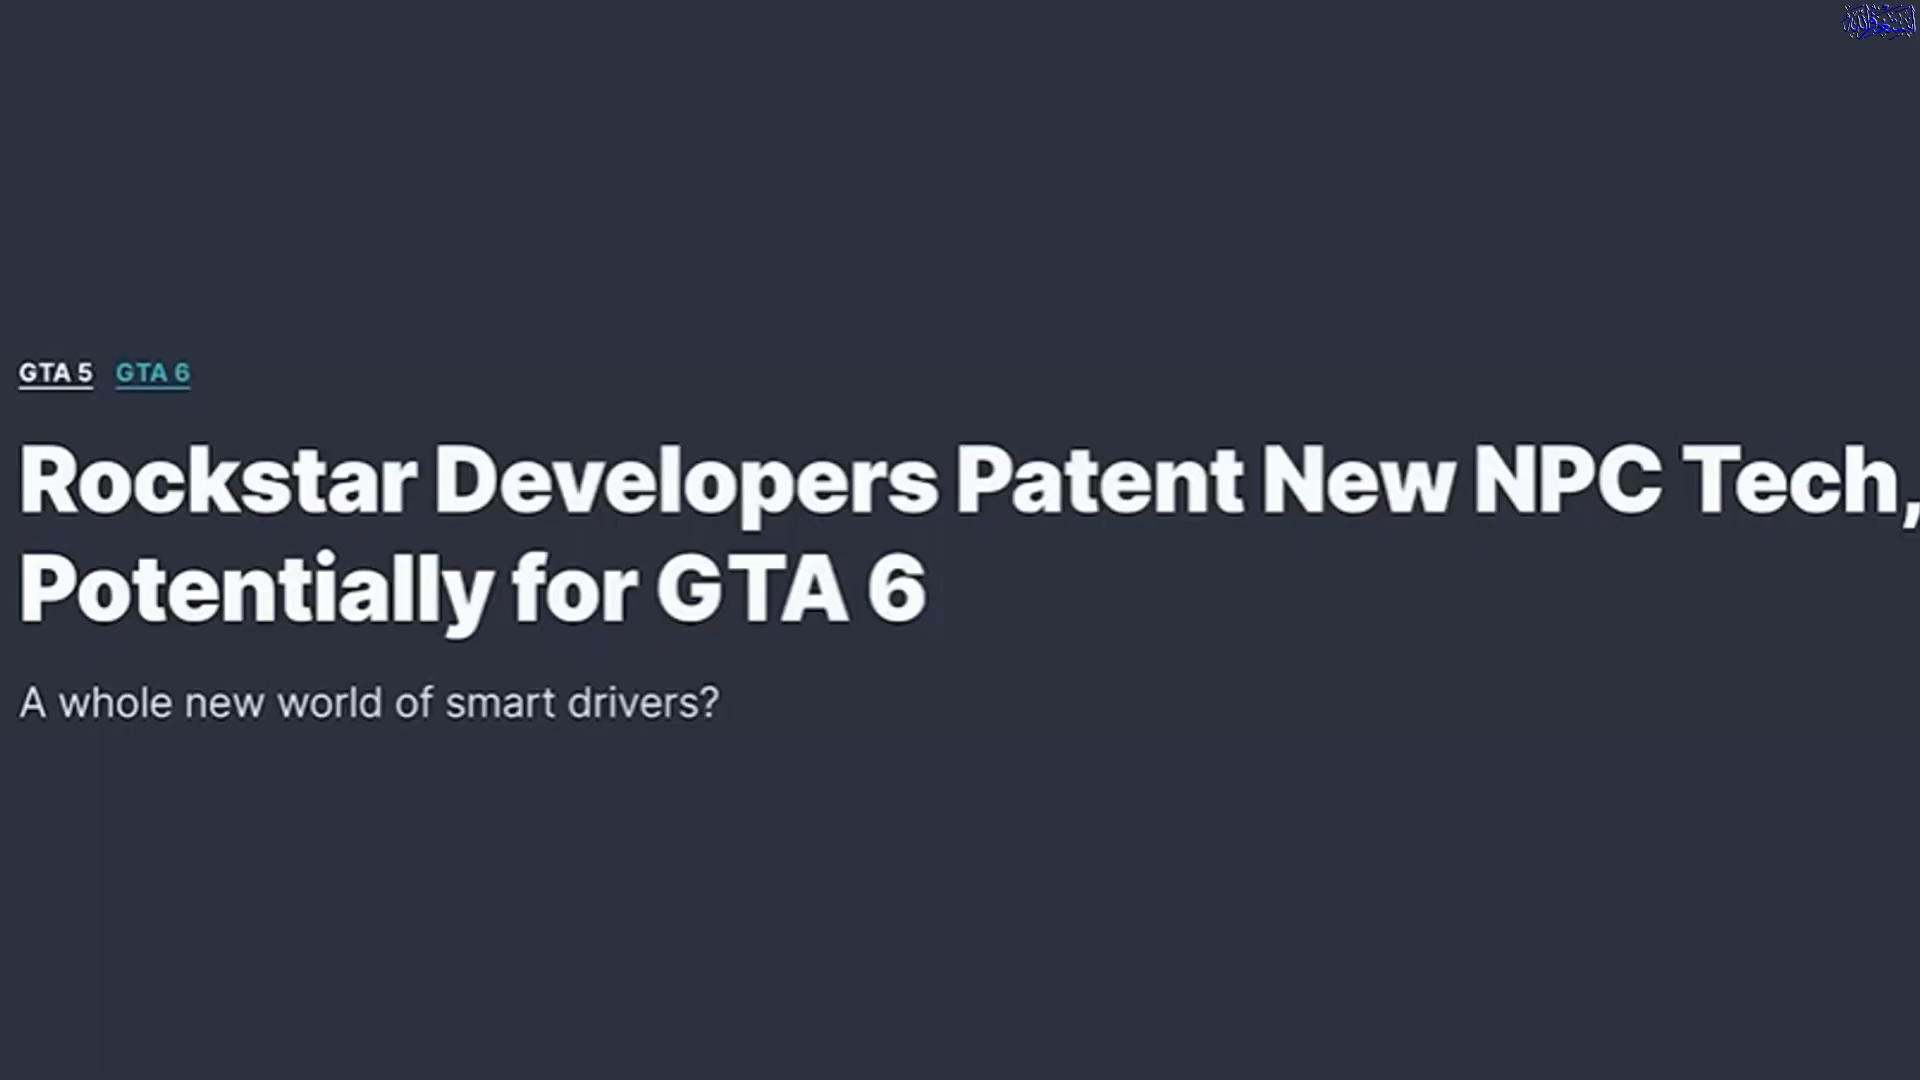 GTA 5 GTA 6
Rockstar Developers Patent New NPC Tech,
Potentially for GTA 6
A whole new world of smart drivers?